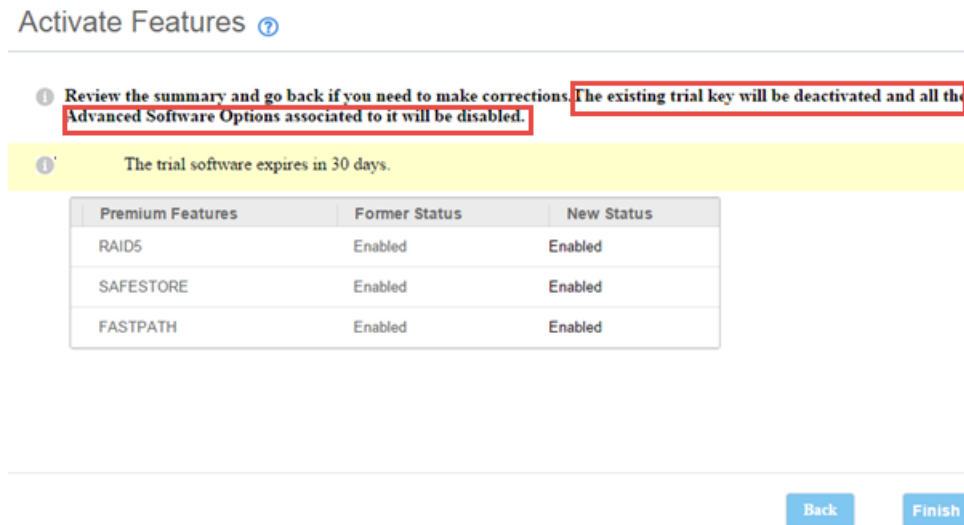 Activate Features
Review the summary and go back if you need to make corrections. The existing trial key will be deactivated and all the
Advanced Software Options associated to it will be disabled.
The trial software expires in 30 days.
Premium Features Former Status New Status
RAID5 Enabled Enabled
SAFESTORE Enabled Enabled
FASTPATH Enabled Enabled
Back Finish